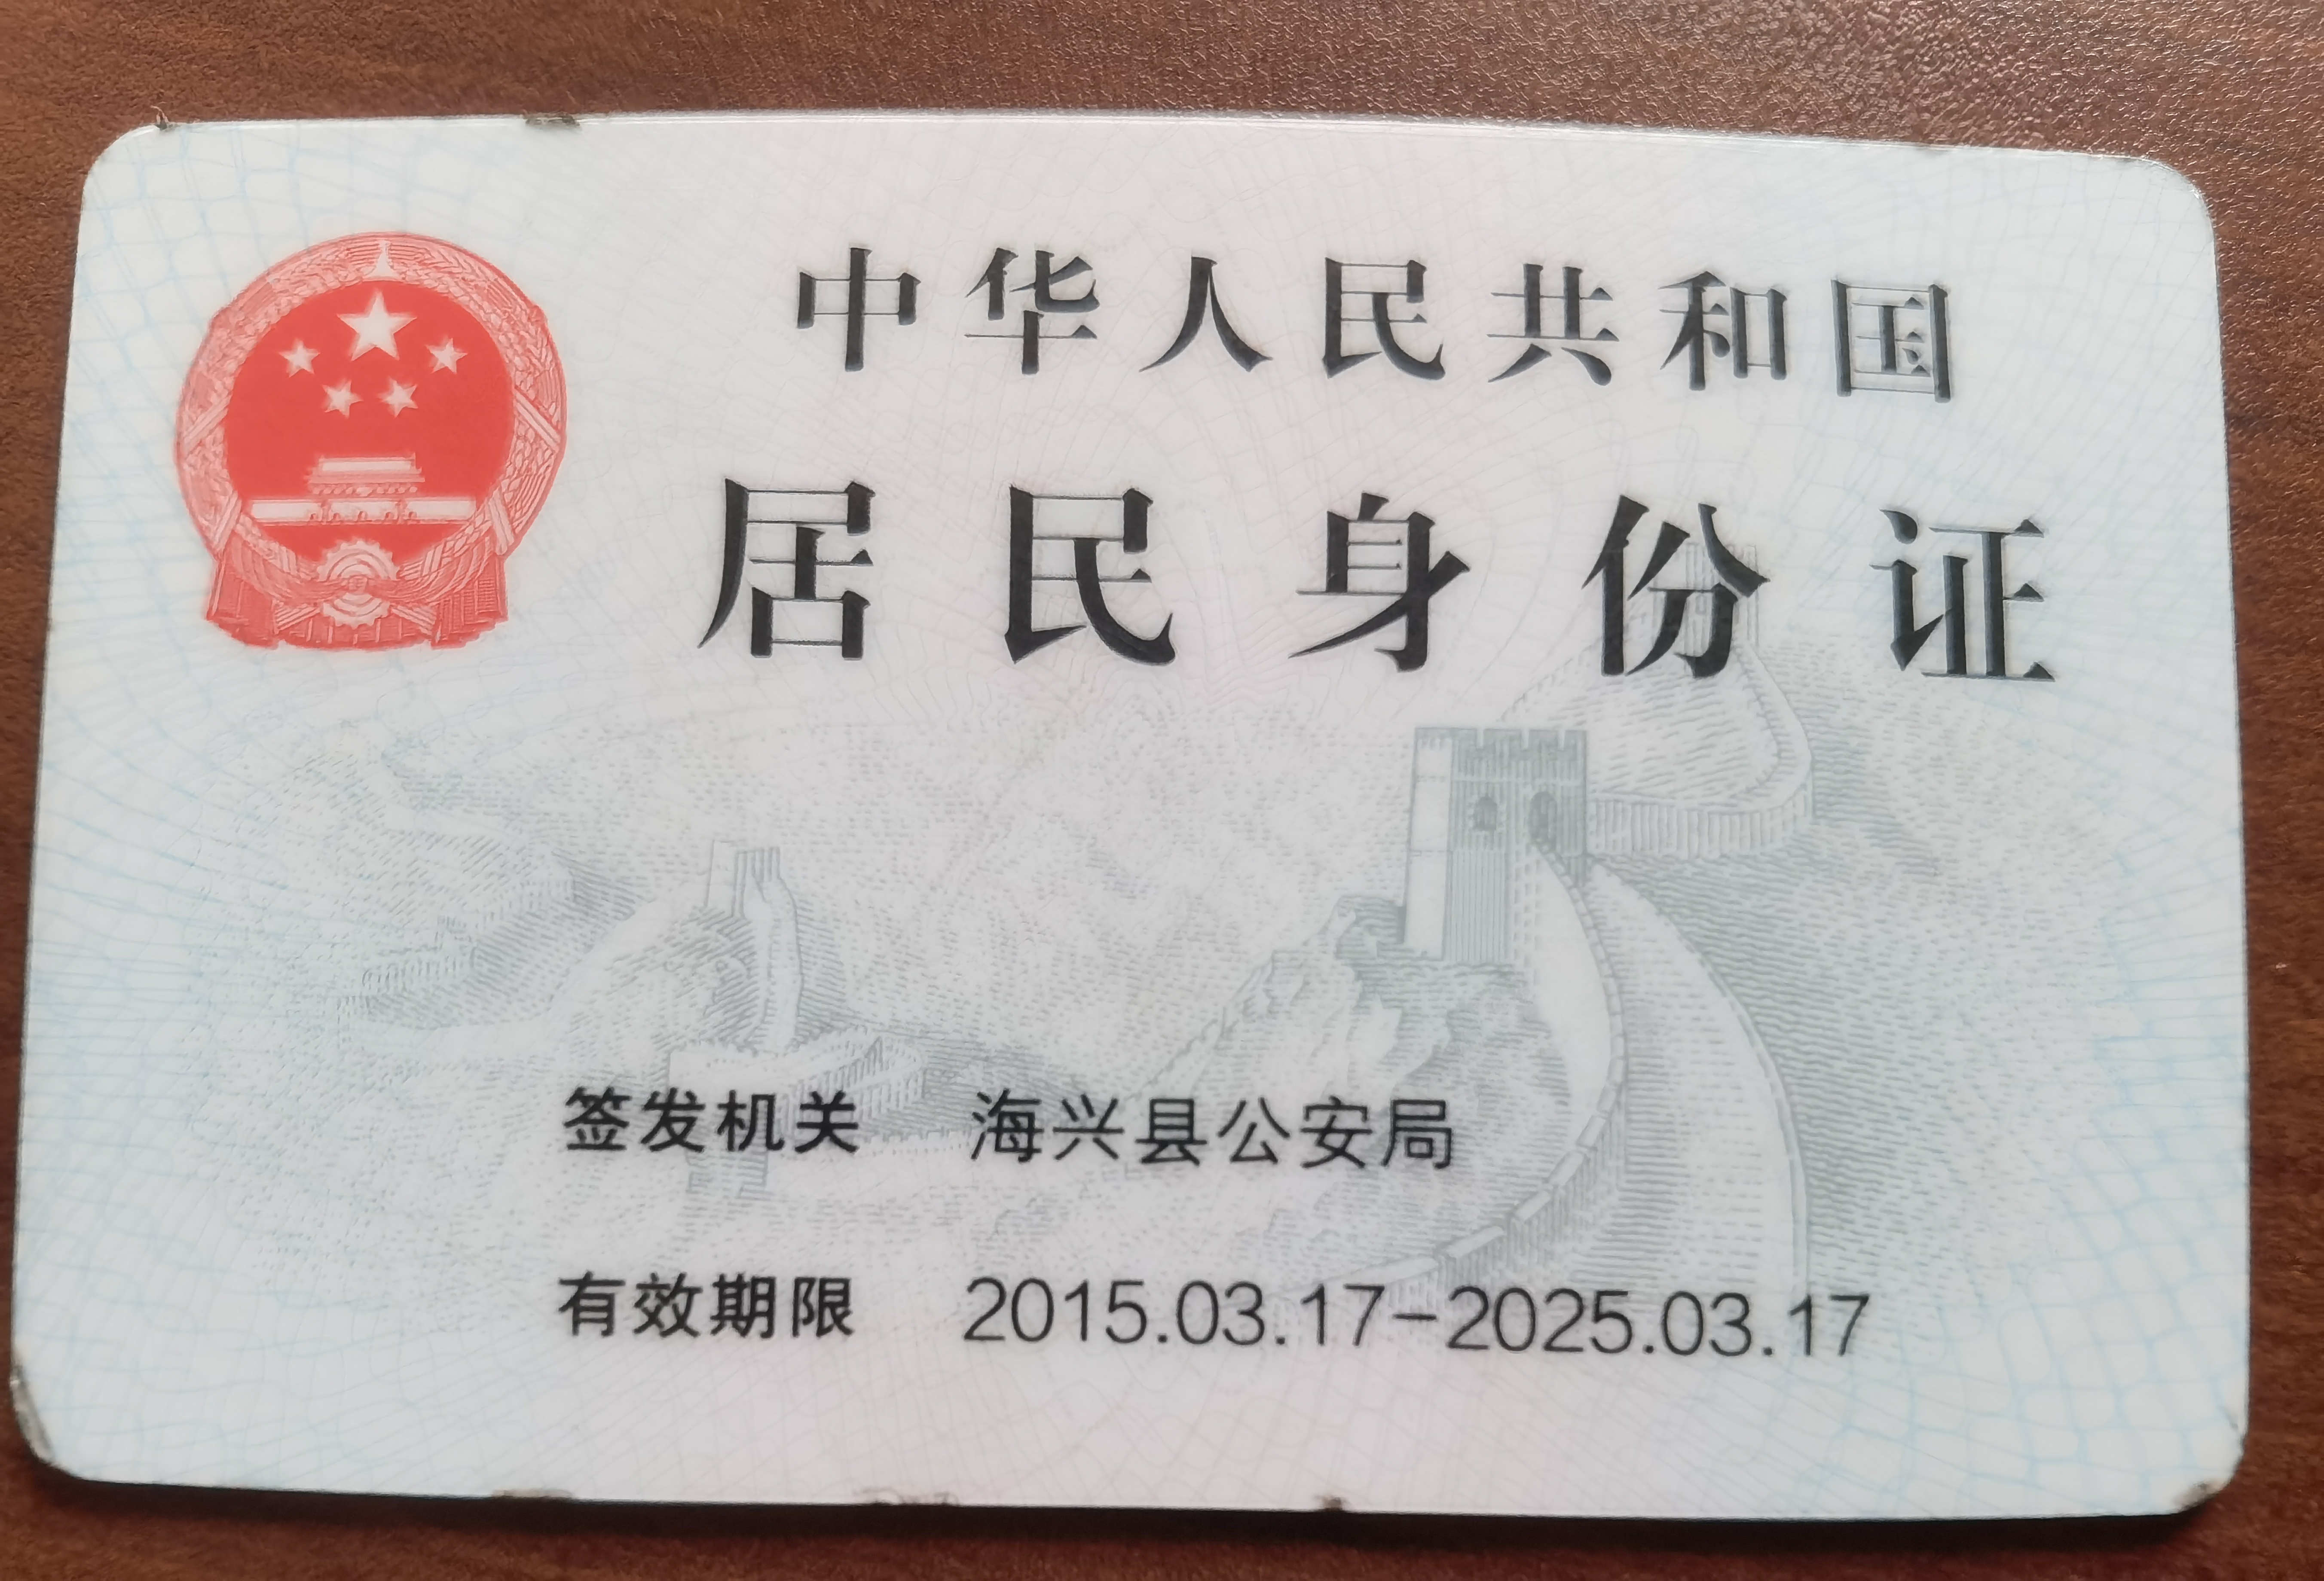 中华人民共和国
居民身份证
签发机关 海兴县公安局
有效期限 2015.03.17-2025.03.17